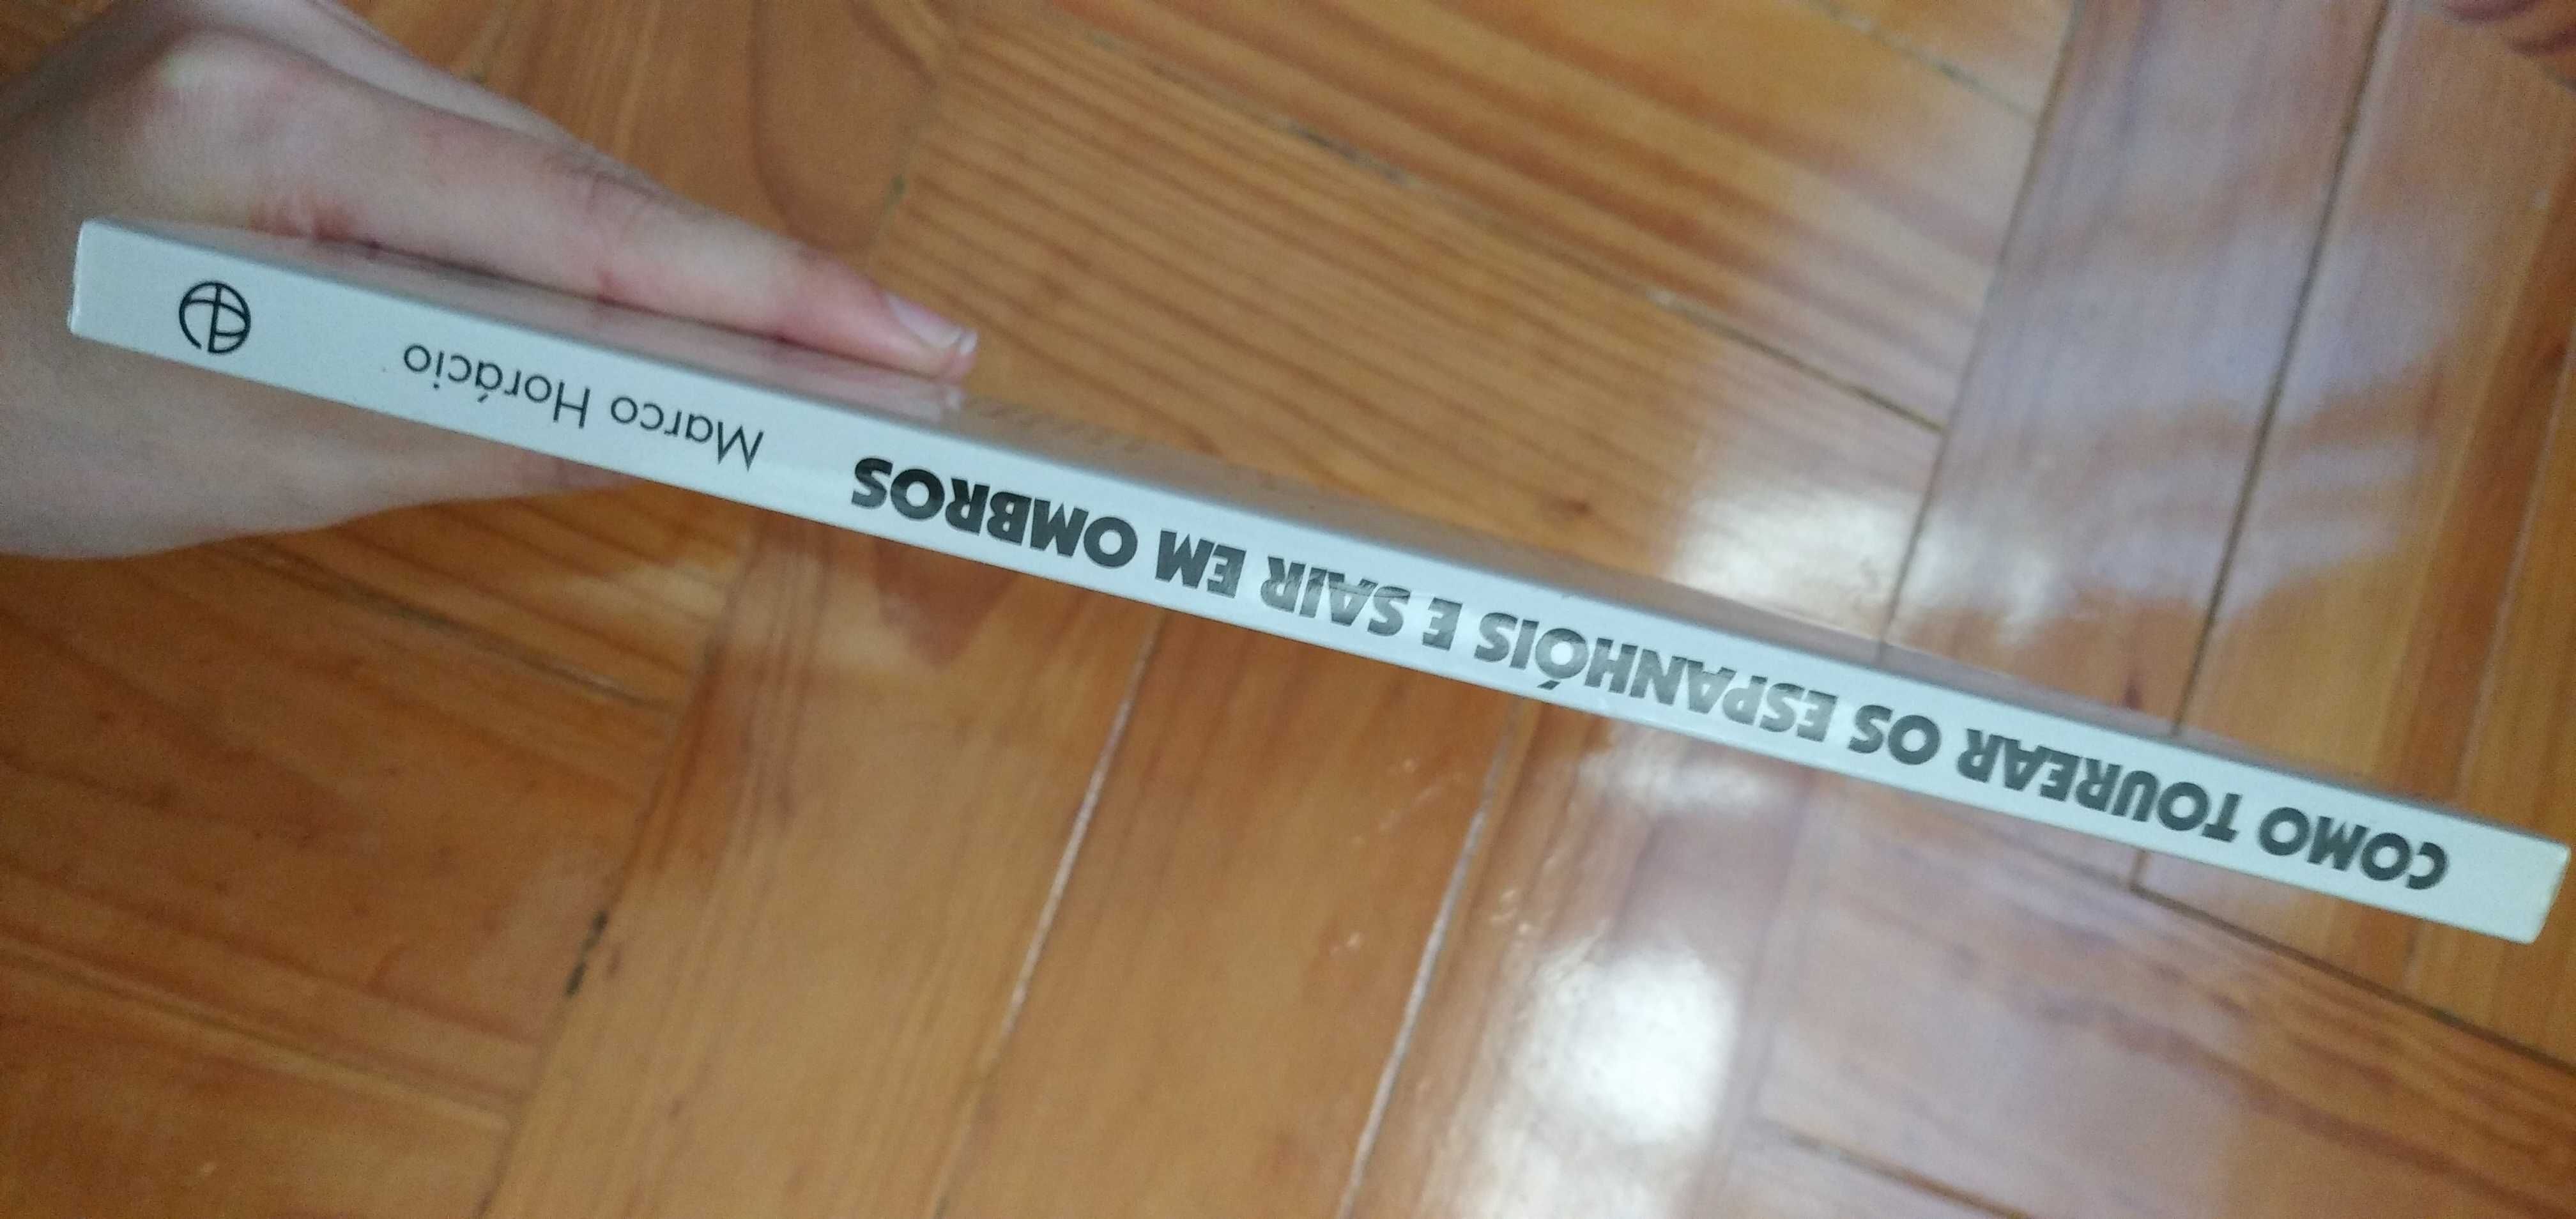 COMO TOUREAR OS ESPANHÓIS E SAIR EM OMBROS Marco Horácio